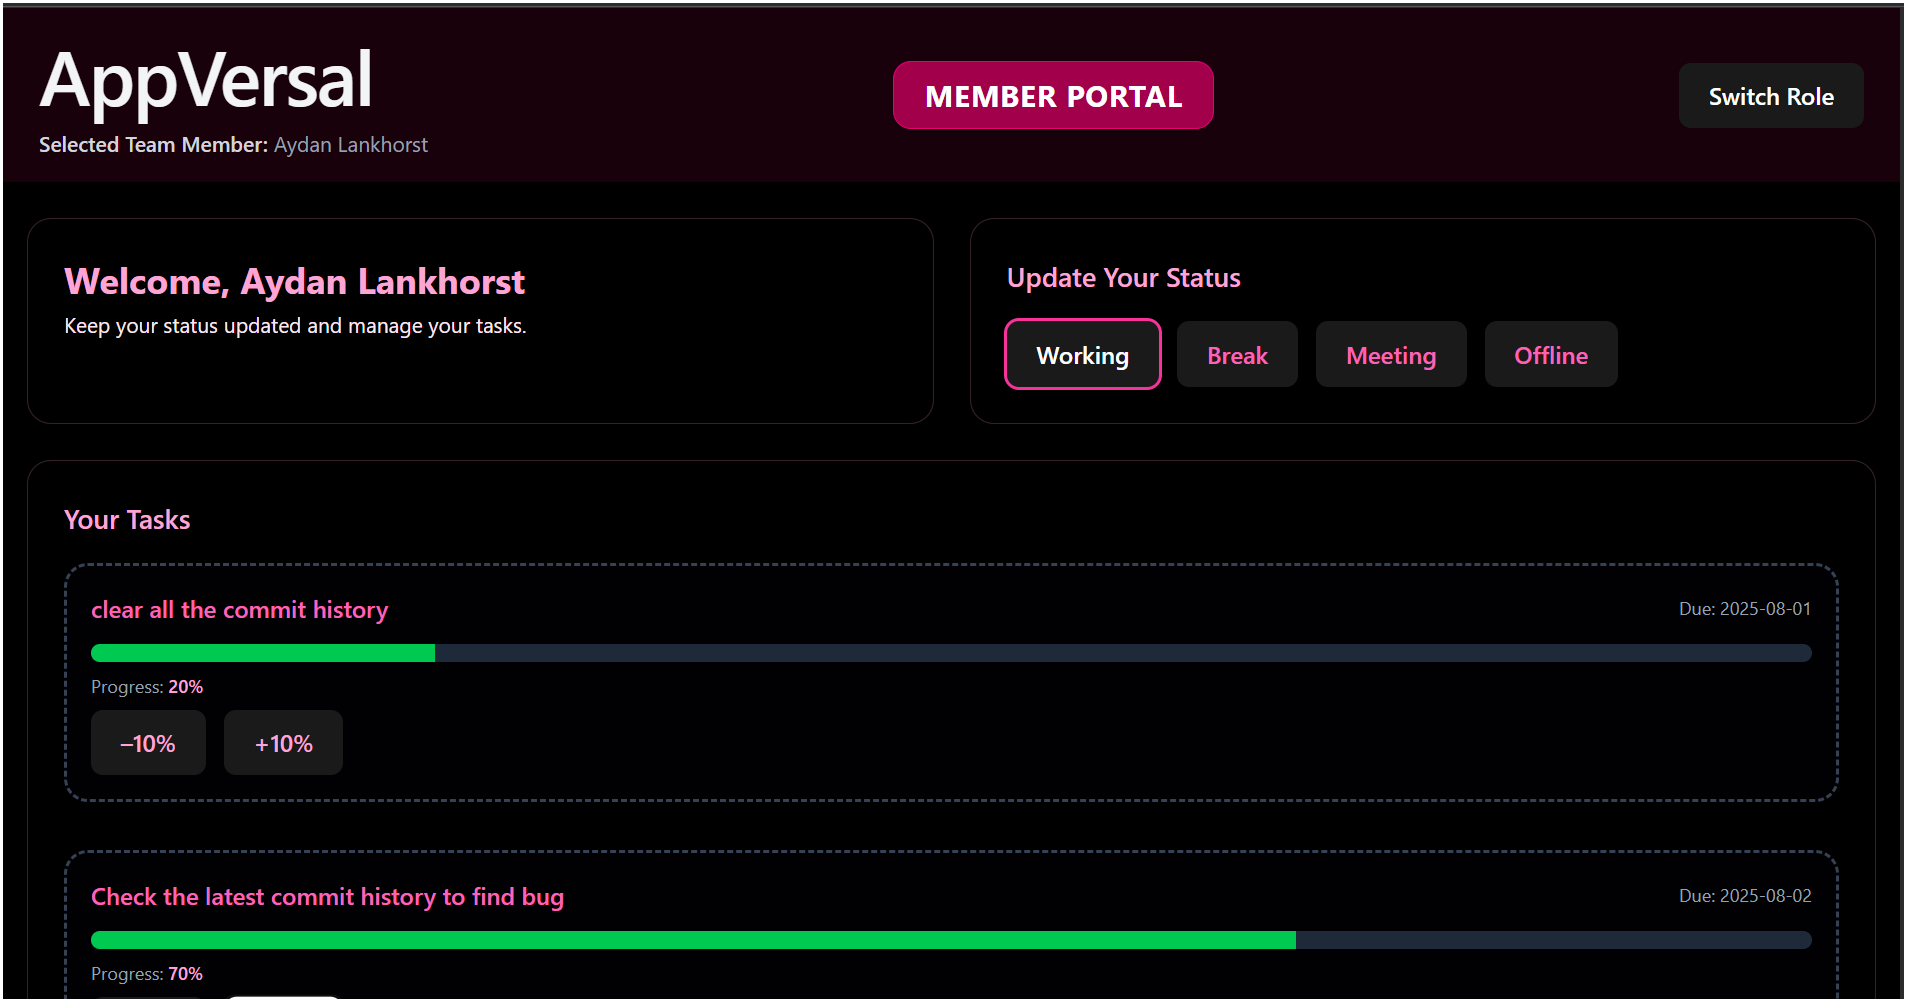 AppVersal
Selected Team Member: Aydan Lankhorst
MEMBER PORTAL
Switch Role
Welcome, Aydan Lankhorst
Keep your status updated and manage your tasks.
Update Your Status
Working
Break
Meeting
Offline
Your Tasks
clear all the commit history
Due: 2025-08-01
Progress: 20%
–10%
+10%
Check the latest commit history to find bug
Due: 2025-08-02
Progress: 70%